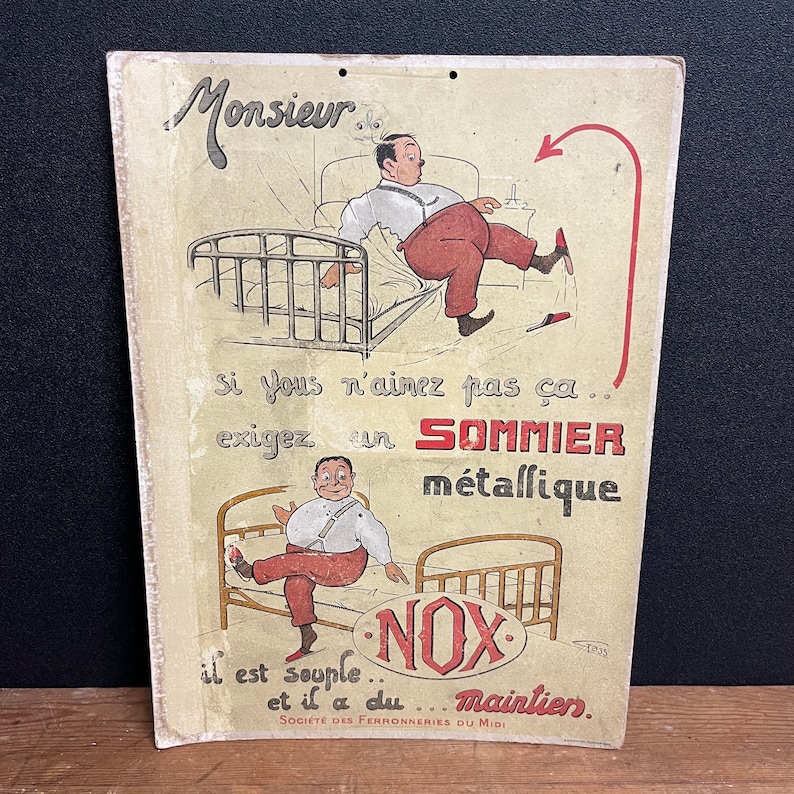 Monsieur
si vous n'aimez pas ça..
exigez un SOMMIER
métallique
·NOX·
il est souple..
et il a du ... maintien.
SOCIÉTÉ DES FERRONNERIES DU MIDI